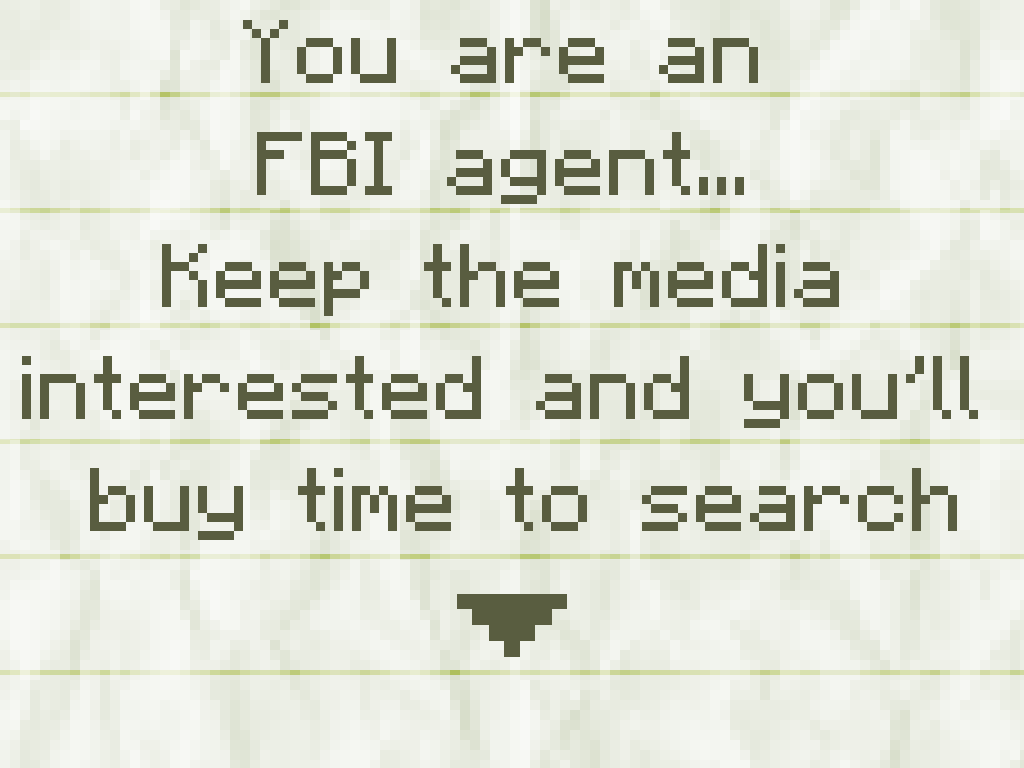 You are an
FBI agent...
Keep the media
interested and you'll
buy time to search